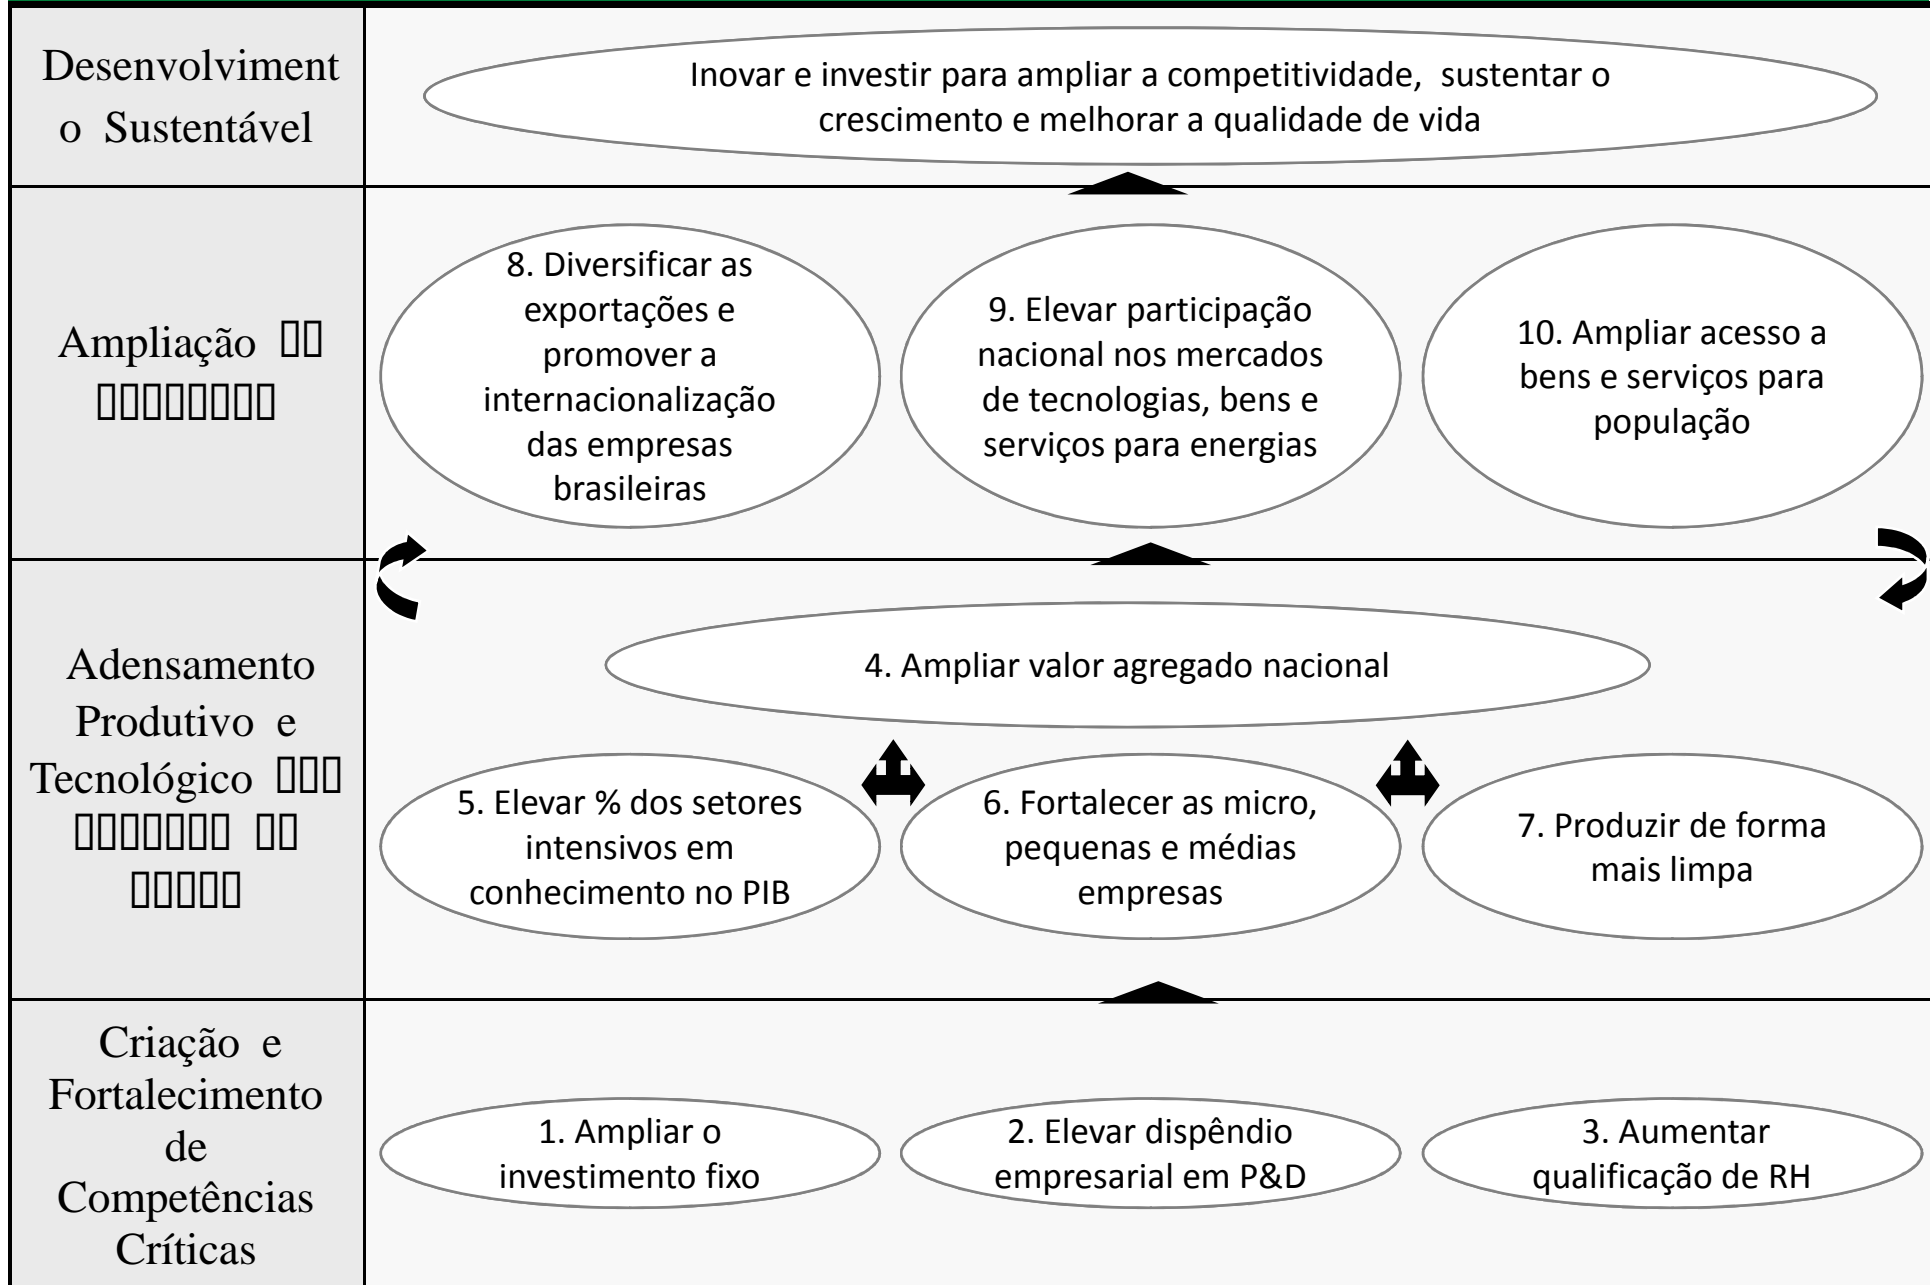 Desenvolviment
o Sustentável
Inovar e investir para ampliar a competitividade, sustentar o
crescimento e melhorar a qualidade de vida
Ampliação
8. Diversificar as
exportações e
promover a
internacionalização
das empresas
brasileiras
9. Elevar participação
nacional nos mercados
de tecnologias, bens e
serviços para energias
10. Ampliar acesso a
bens e serviços para
população
Adensamento
Produtivo e
Tecnológico
4. Ampliar valor agregado nacional
5. Elevar % dos setores
intensivos em
conhecimento no PIB
6. Fortalecer as micro,
pequenas e médias
empresas
7. Produzir de forma
mais limpa
Criação e
Fortalecimento
de
Competências
Críticas
1. Ampliar o
investimento fixo
2. Elevar dispêndio
empresarial em P&D
3. Aumentar
qualificação de RH